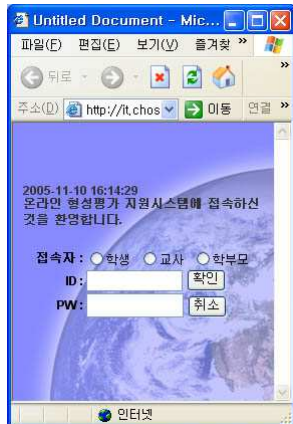 Untitled Document - Mic...
파일(F) 편집(E) 보기(V) 즐겨찾 »
뒤로 »
주소(D) http://it.chos 이동 연결 »
2005-11-10 16:14:29
온라인 형성평가 지원시스템에 접속하신
것을 환영합니다.
접속자 : 학생 교사 학부모
ID : 확인
PW : 취소
인터넷